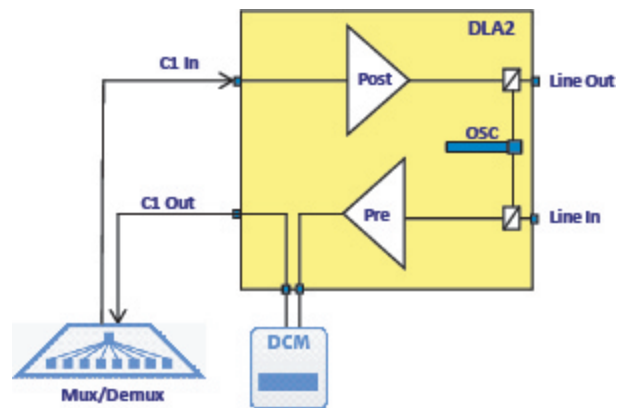 DLA2
C1 In
Post
Line Out
OSC
C1 Out
Pre
Line In
DCM
Mux/Demux